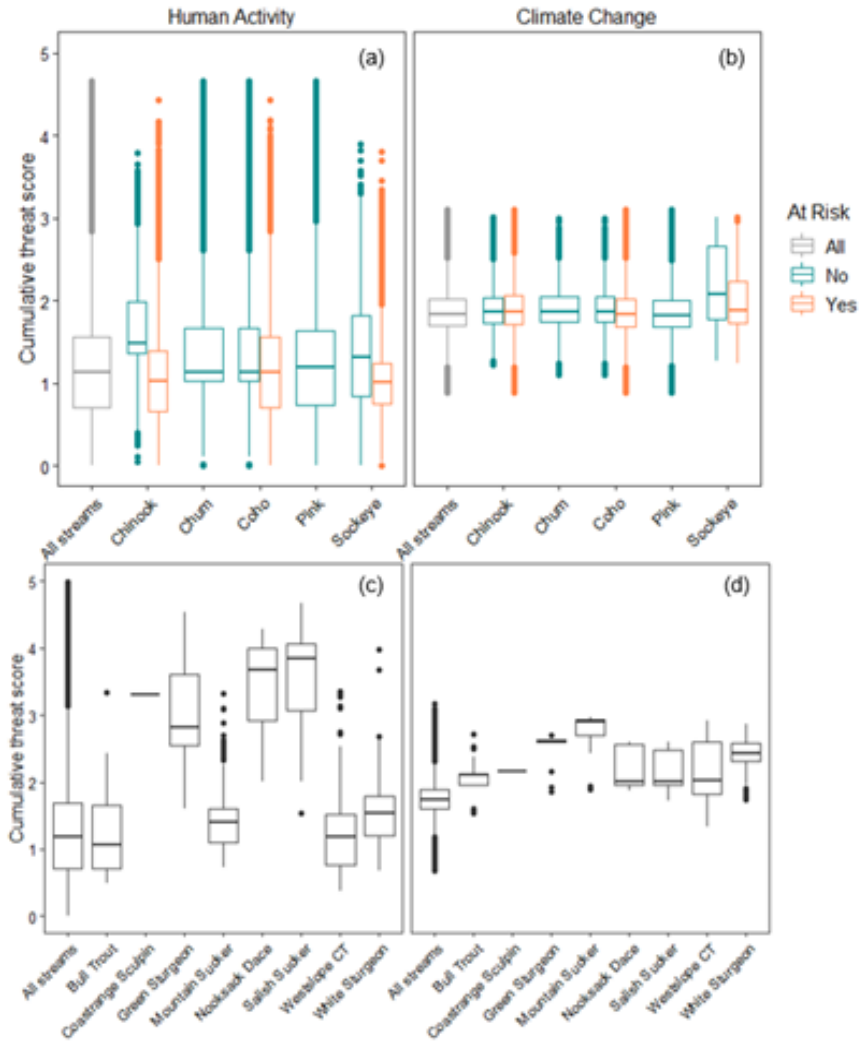 Human Activity
Climate Change
Cumulative threat score
5
4
3
2
1
0
(a)
(b)
At Risk
All
No
Yes
All streams
Chinook
Chum
Coho
Pink
Sockeye
All streams
Chinook
Chum
Coho
Pink
Sockeye
Cumulative threat score
5
4
3
2
1
0
(c)
(d)
All streams
Bull Trout
Coastrange Sculpin
Green Sturgeon
Mountain Sucker
Nooksack Dace
Salish Sucker
Westslope CT
White Sturgeon
All streams
Bull Trout
Coastrange Sculpin
Green Sturgeon
Mountain Sucker
Nooksack Dace
Salish Sucker
Westslope CT
White Sturgeon